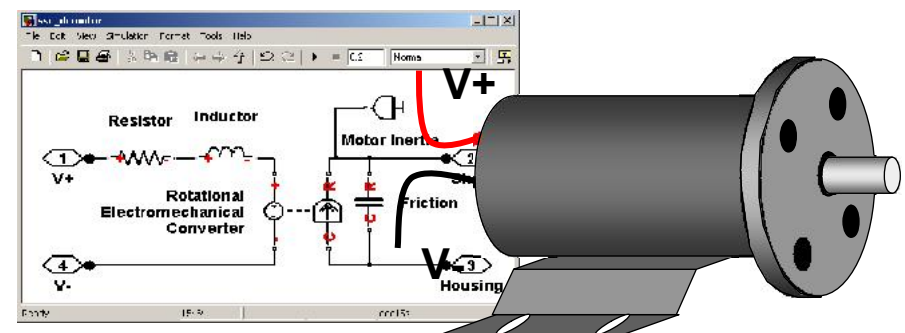 File Edit View Simulation Format Tools Help
V+
Resistor
Inductor
Motor Inertia
1
V+
2
Rotational
Electromechanical
Converter
R
R
C
C
Friction
4
V-
V-
3
Housing
Ready